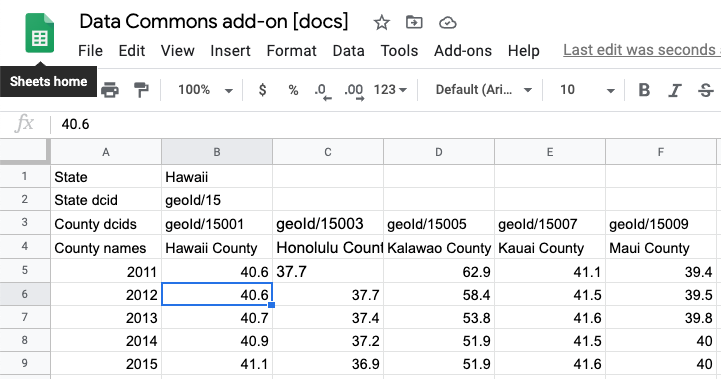 Data Commons add-on [docs]
File Edit View Insert Format Data Tools Add-ons Help Last edit was seconds
Sheets home
100% $ % .0 .00 123 Default (Ari... 10 B I S
fx 40.6
A B C D E F
1 State Hawaii
2 State dcid geoId/15
3 County dcids geoId/15001 geoId/15003 geoId/15005 geoId/15007 geoId/15009
4 County names Hawaii County Honolulu Count Kalawao County Kauai County Maui County
5 2011 40.6 37.7 62.9 41.1 39.4
6 2012 40.6 37.7 58.4 41.5 39.5
7 2013 40.7 37.4 53.8 41.6 39.8
8 2014 40.9 37.2 51.9 41.5 40
9 2015 41.1 36.9 51.9 41.6 40